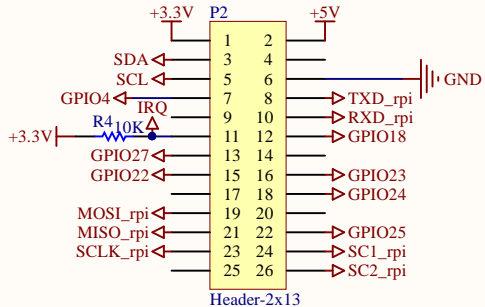 +3.3V P2 +5V
1 2
SDA 3 4
SCL 5 6 GND
GPIO4 7 8 TXD_rpi
IRQ 9 10 RXD_rpi
+3.3V R4 10K 11 12 GPIO18
GPIO27 13 14
GPIO22 15 16 GPIO23
17 18 GPIO24
MOSI_rpi 19 20
MISO_rpi 21 22 GPIO25
SCLK_rpi 23 24 SC1_rpi
25 26 SC2_rpi
Header-2x13